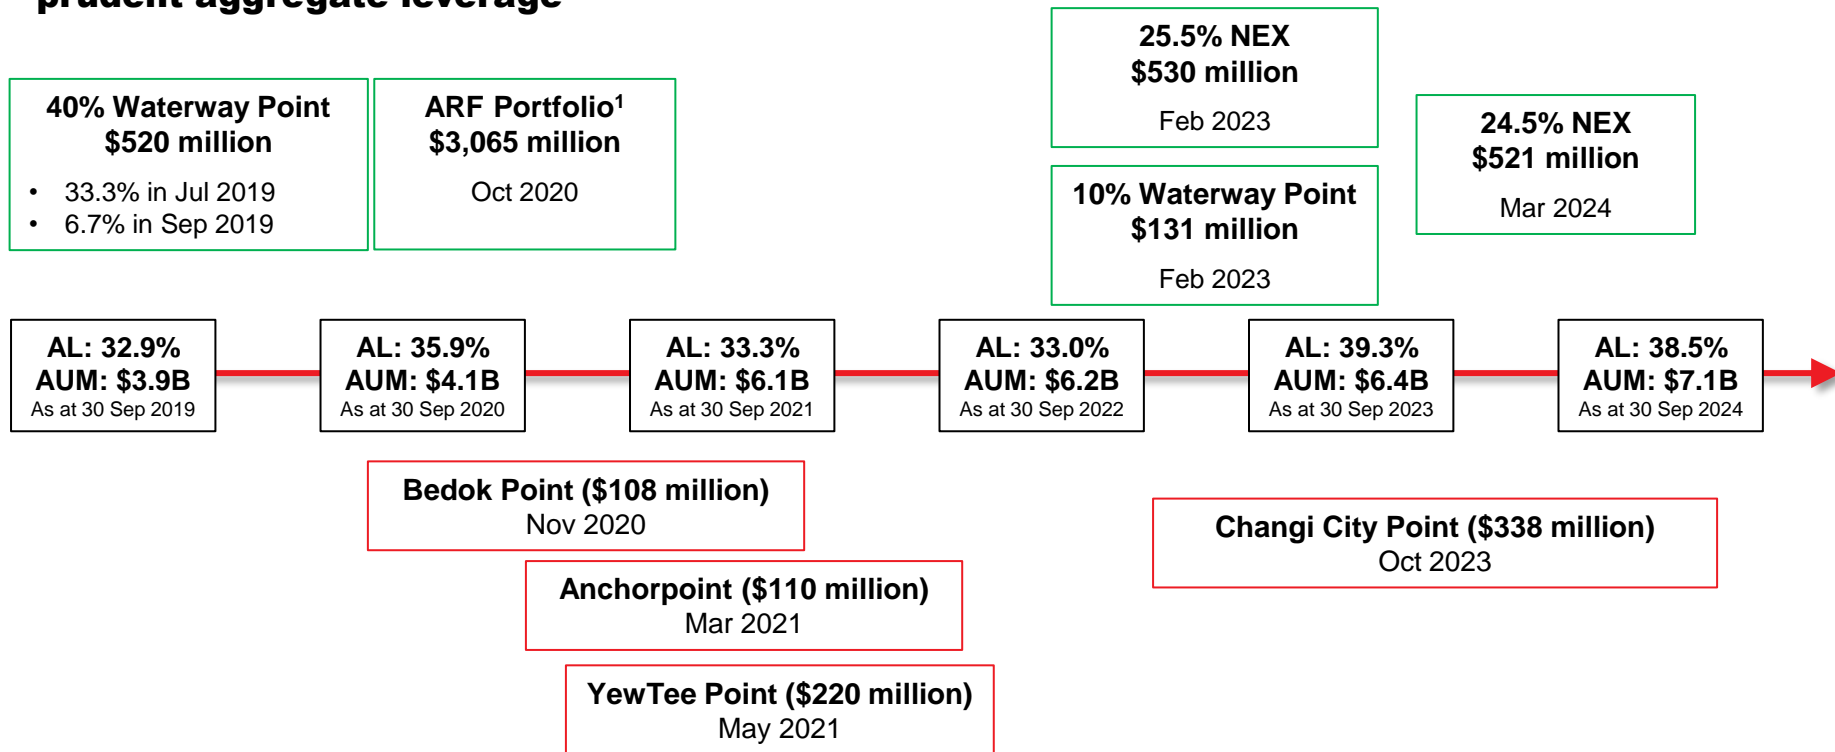 prudent aggregate leverage
40% Waterway Point
$520 million
• 33.3% in Jul 2019
• 6.7% in Sep 2019
ARF Portfolio¹
$3,065 million
Oct 2020
25.5% NEX
$530 million
Feb 2023
10% Waterway Point
$131 million
Feb 2023
24.5% NEX
$521 million
Mar 2024
AL: 32.9%
AUM: $3.9B
As at 30 Sep 2019
AL: 35.9%
AUM: $4.1B
As at 30 Sep 2020
AL: 33.3%
AUM: $6.1B
As at 30 Sep 2021
AL: 33.0%
AUM: $6.2B
As at 30 Sep 2022
AL: 39.3%
AUM: $6.4B
As at 30 Sep 2023
AL: 38.5%
AUM: $7.1B
As at 30 Sep 2024
Bedok Point ($108 million)
Nov 2020
Anchorpoint ($110 million)
Mar 2021
YewTee Point ($220 million)
May 2021
Changi City Point ($338 million)
Oct 2023